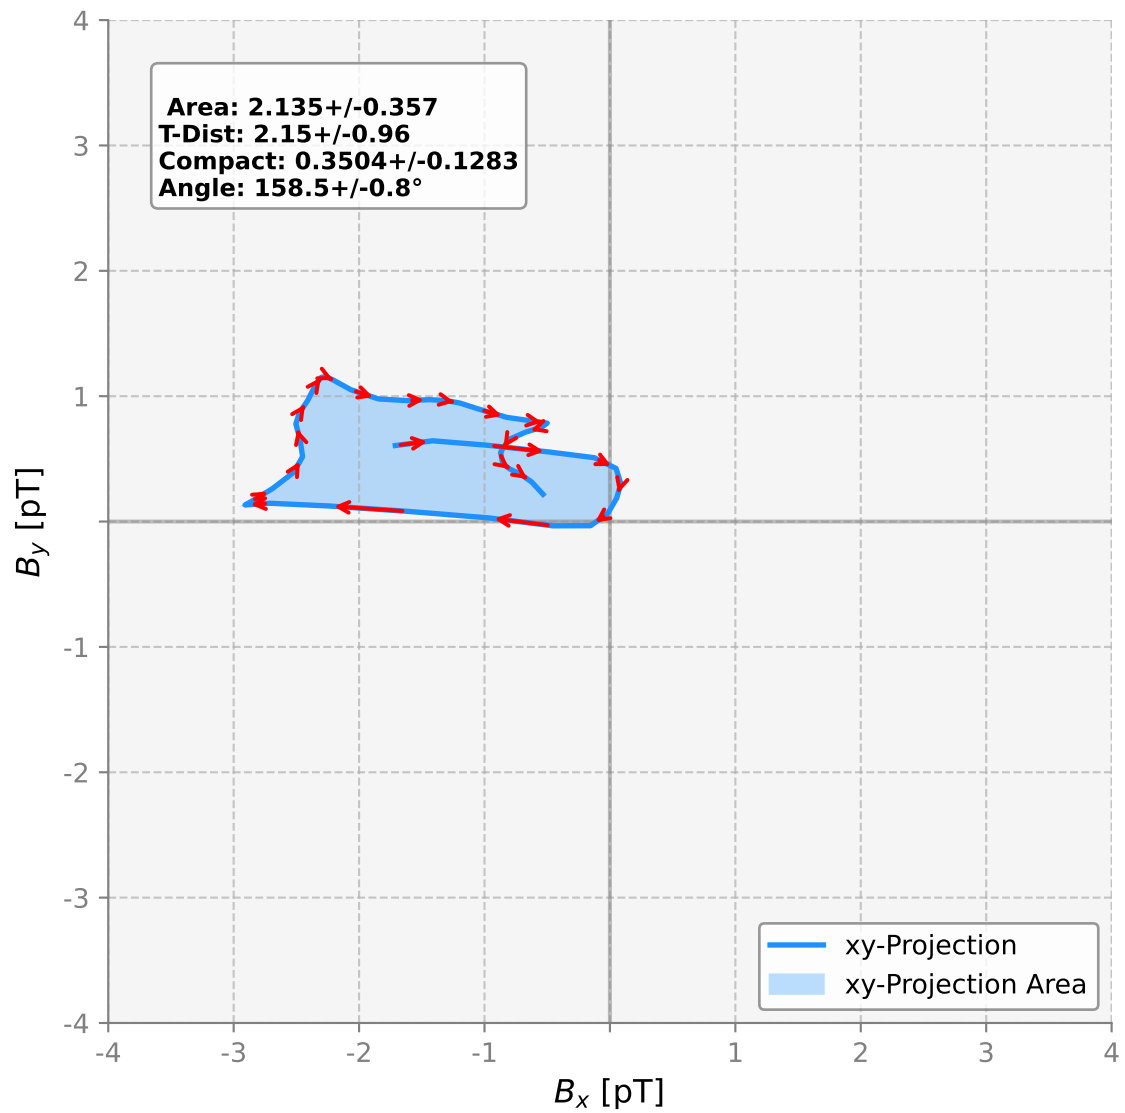 4
3
2
1
-1
-2
-3
-4
-4
-3
-2
-1
1
2
3
4
B_y [pT]
B_x [pT]
Area: 2.135+/-0.357
T-Dist: 2.15+/-0.96
Compact: 0.3504+/-0.1283
Angle: 158.5+/-0.8°
xy-Projection
xy-Projection Area